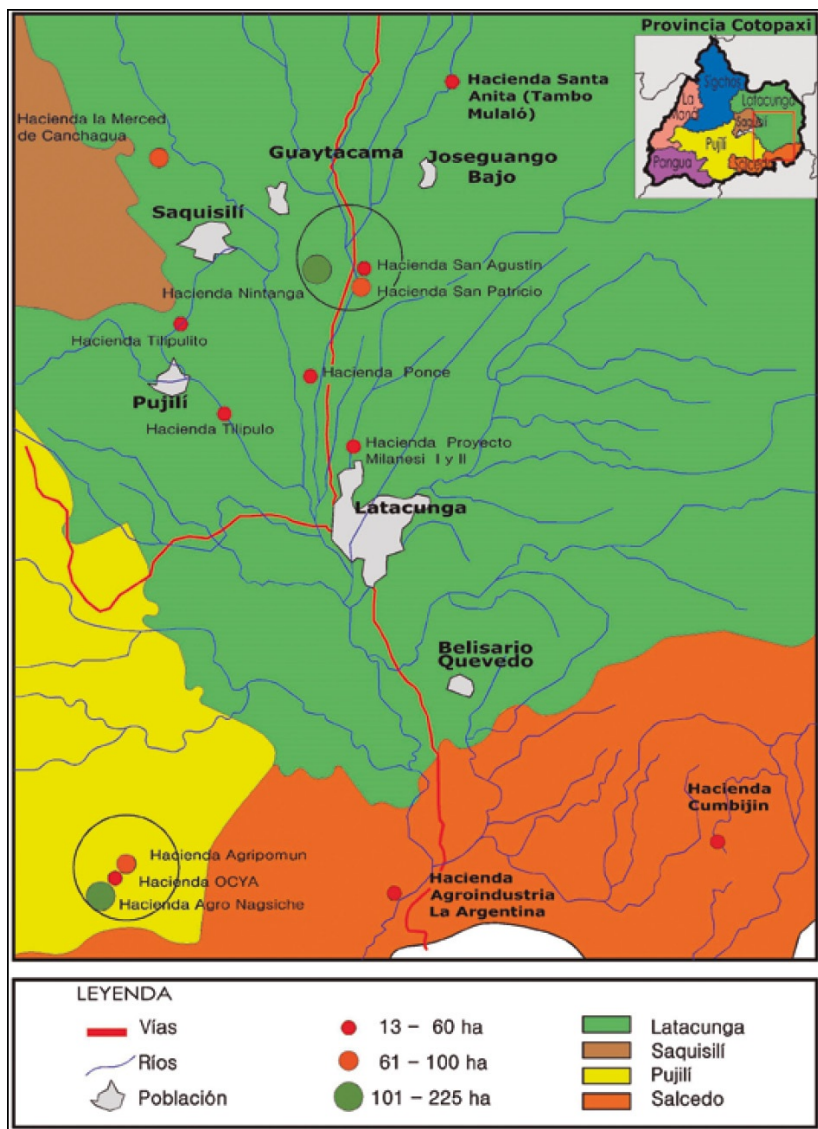 Provincia Cotopaxi
Sigchos
La
Maná
Latacunga
Saquisilí
Pujilí
Pangua
Salcedo
Hacienda Santa
Anita (Tambo
Mulaló)
Hacienda la Merced
de Canchagua
Guaytacama
Joseguango
Bajo
Saquisilí
Hacienda San Agustín
Hacienda Nintanga
Hacienda San Patricio
Hacienda Tilipulito
Hacienda Ponce
Pujilí
Hacienda Tilipulo
Hacienda Proyecto
Milanesi I y II
Latacunga
Belisario
Quevedo
Hacienda
Cumbijin
Hacienda Agripomun
Hacienda OCYA
Hacienda Agro Nagsiche
Hacienda
Agroindustria
La Argentina
LEYENDA
Vías
Ríos
Población
13 – 60 ha
61 – 100 ha
101 – 225 ha
Latacunga
Saquisilí
Pujilí
Salcedo